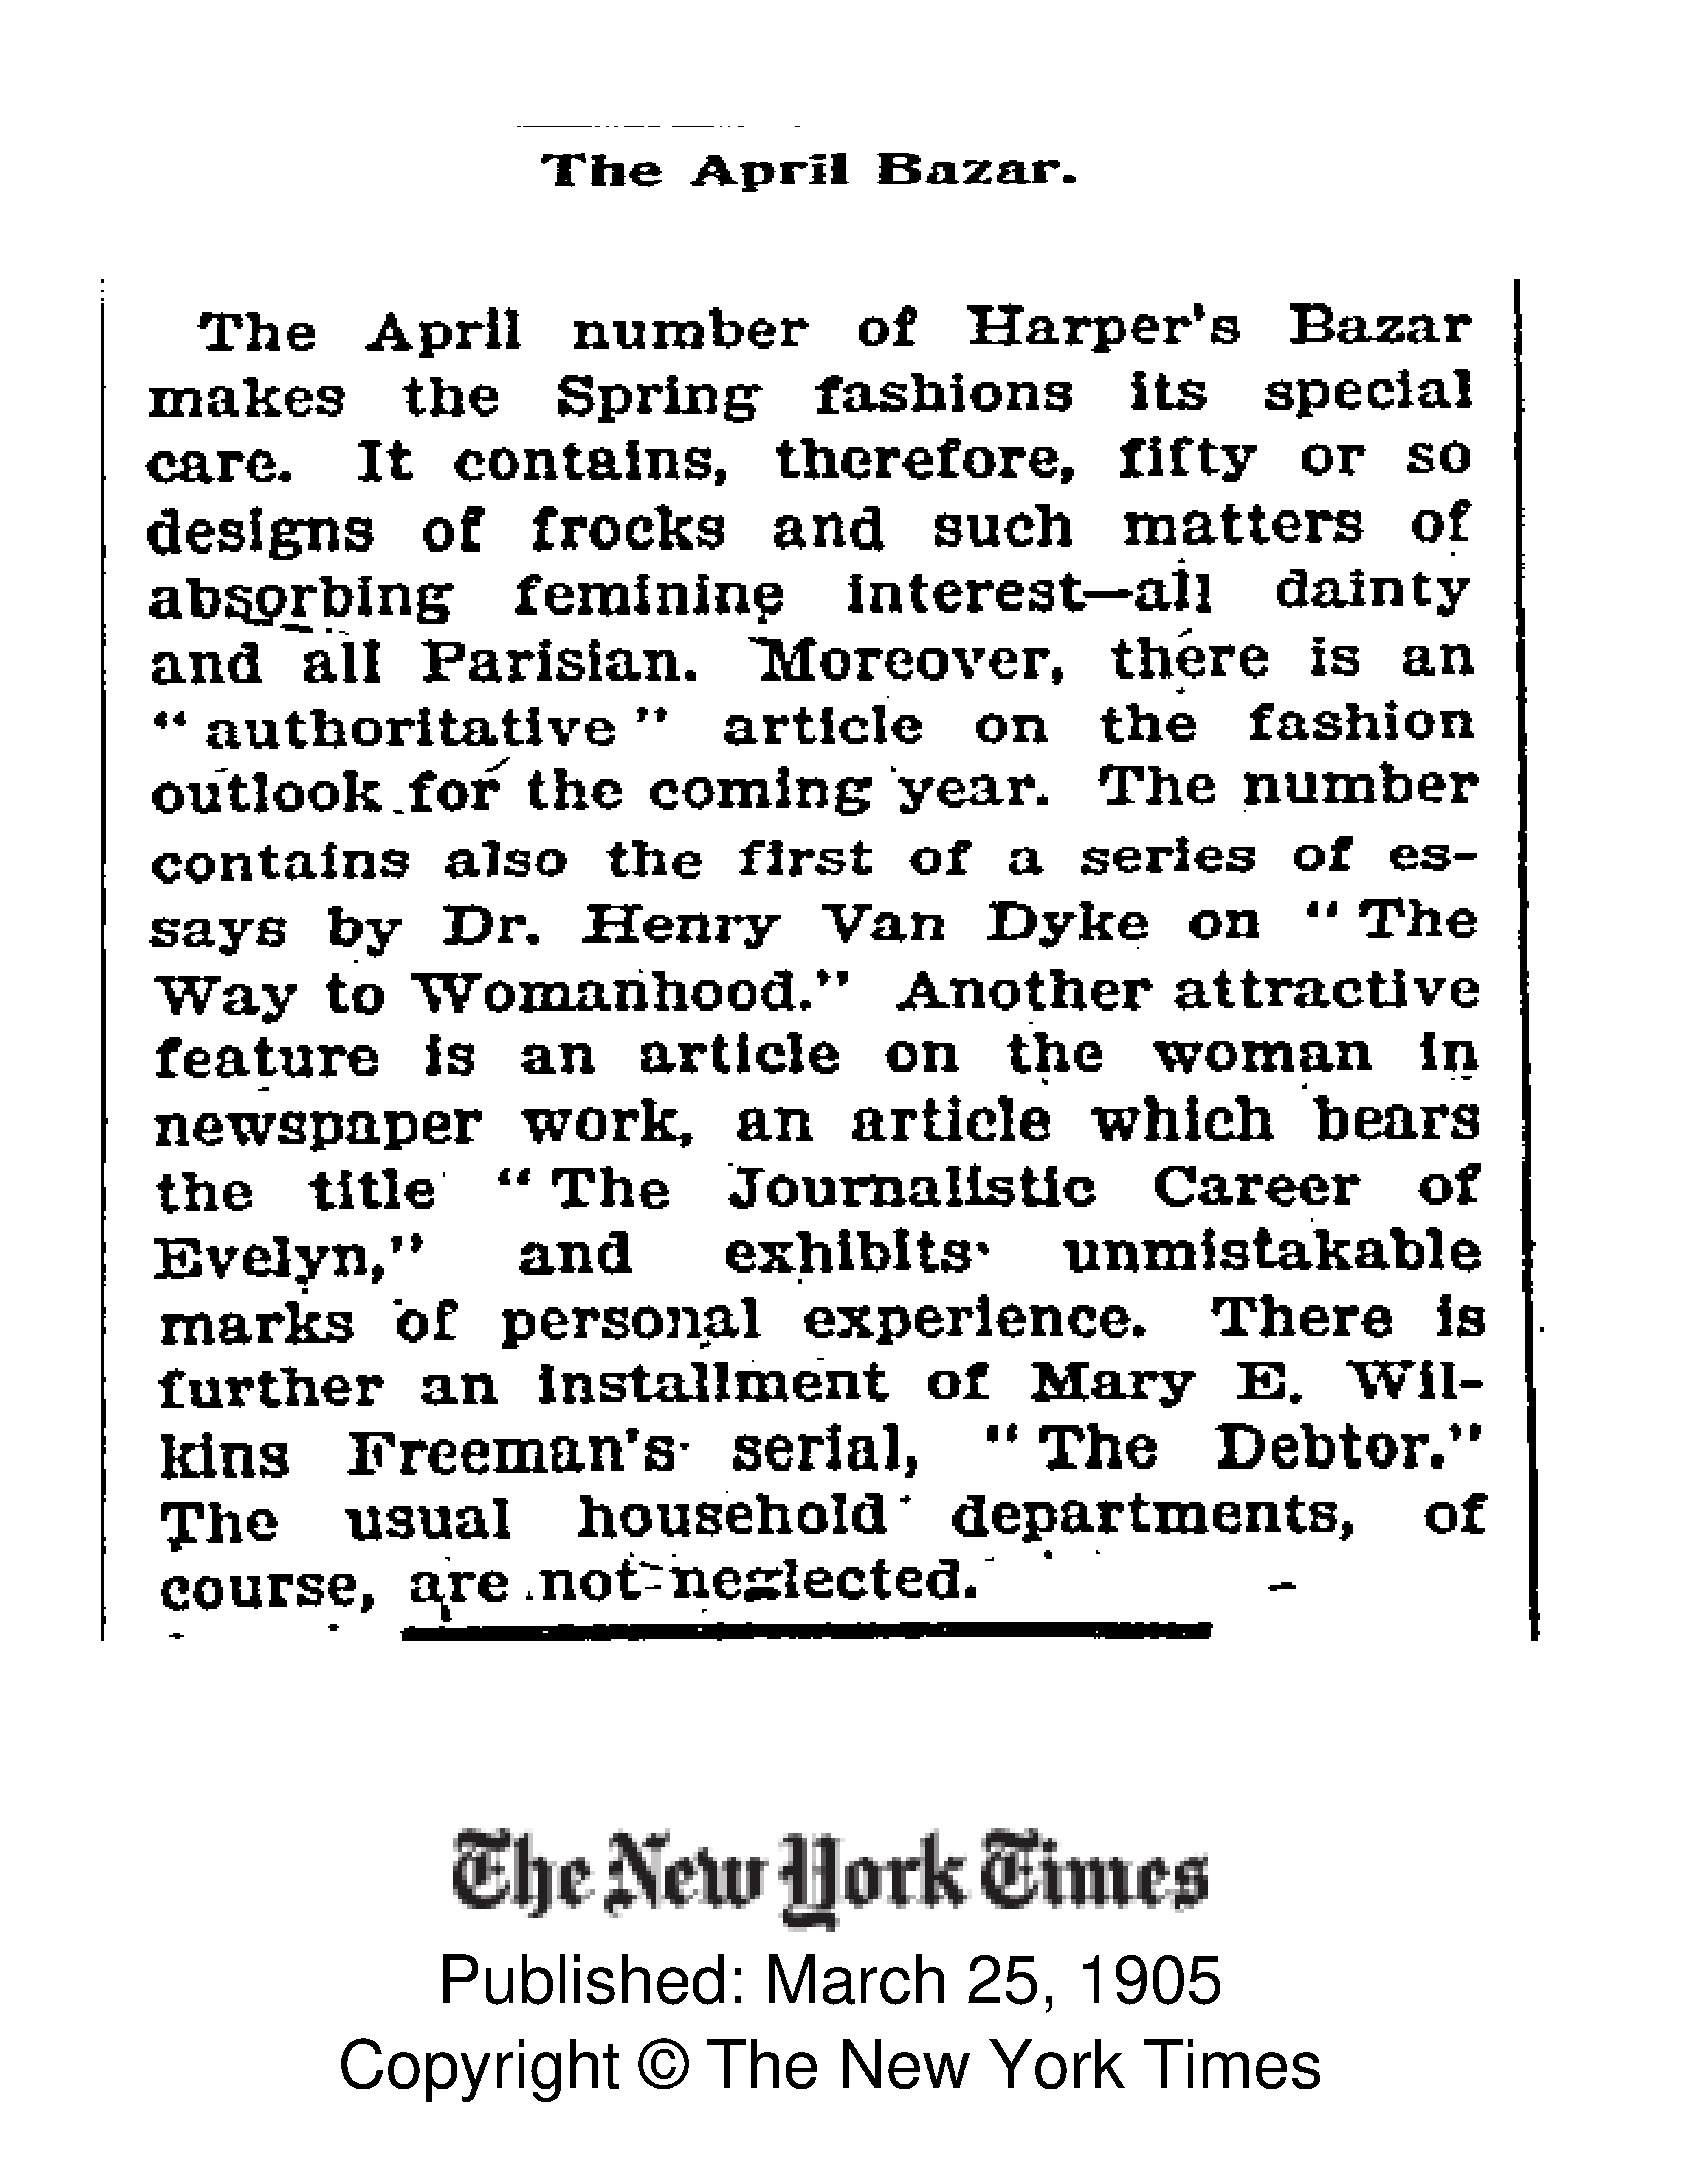 The April Bazar.
The April number of Harper's Bazar
makes the Spring fashions its special
care. It contains, therefore, fifty or so
designs of frocks and such matters of
absorbing feminine interest—all dainty
and all Parisian. Moreover, there is an
"authoritative" article on the fashion
outlook for the coming year. The number
contains also the first of a series of es-
says by Dr. Henry Van Dyke on "The
Way to Womanhood." Another attractive
feature is an article on the woman in
newspaper work, an article which bears
the title "The Journalistic Career of
Evelyn," and exhibits unmistakable
marks of personal experience. There is
further an installment of Mary E. Wil-
kins Freeman's serial, "The Debtor."
The usual household departments, of
course, are not neglected.
The New York Times
Published: March 25, 1905
Copyright © The New York Times